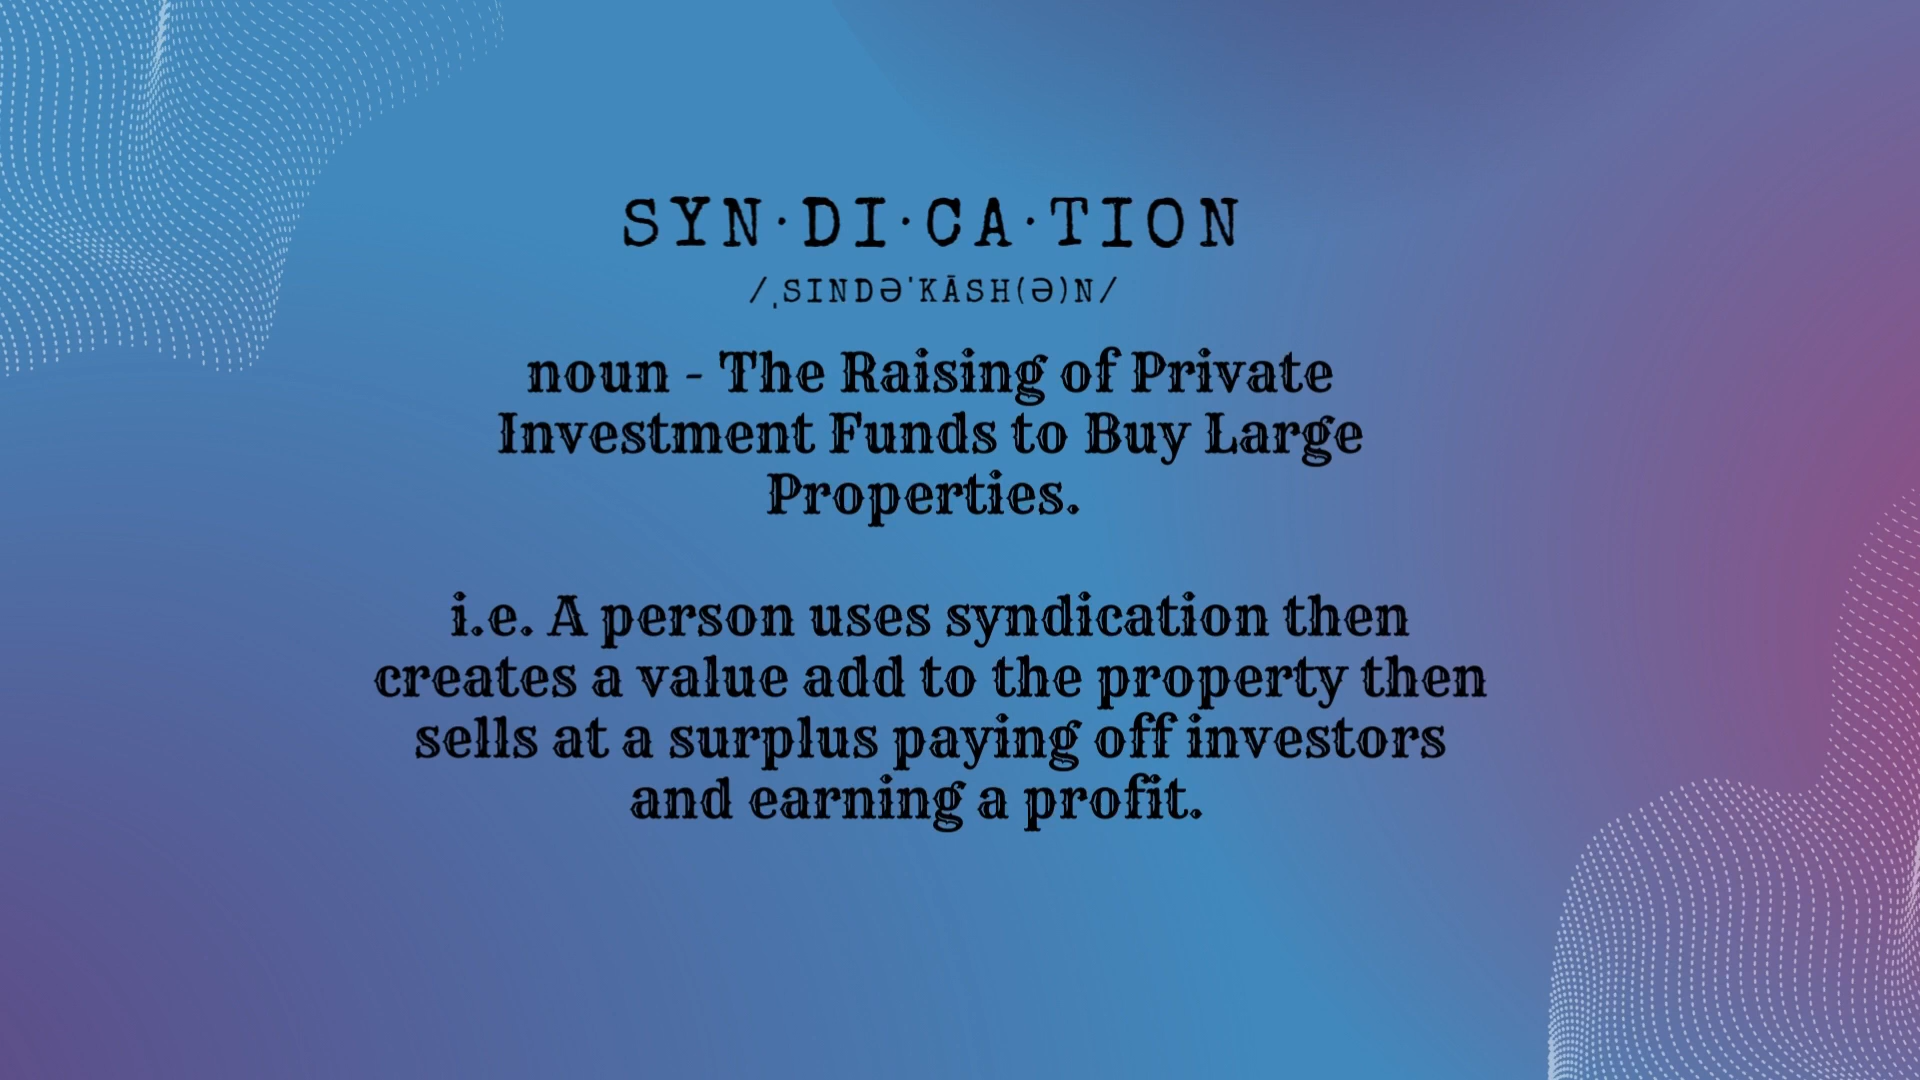 SYN·DI·CA·TION
/ˌSINDƏˈKĀSH(Ə)N/
noun - The Raising of Private
Investment Funds to Buy Large
Properties.
i.e. A person uses syndication then
creates a value add to the property then
sells at a surplus paying off investors
and earning a profit.